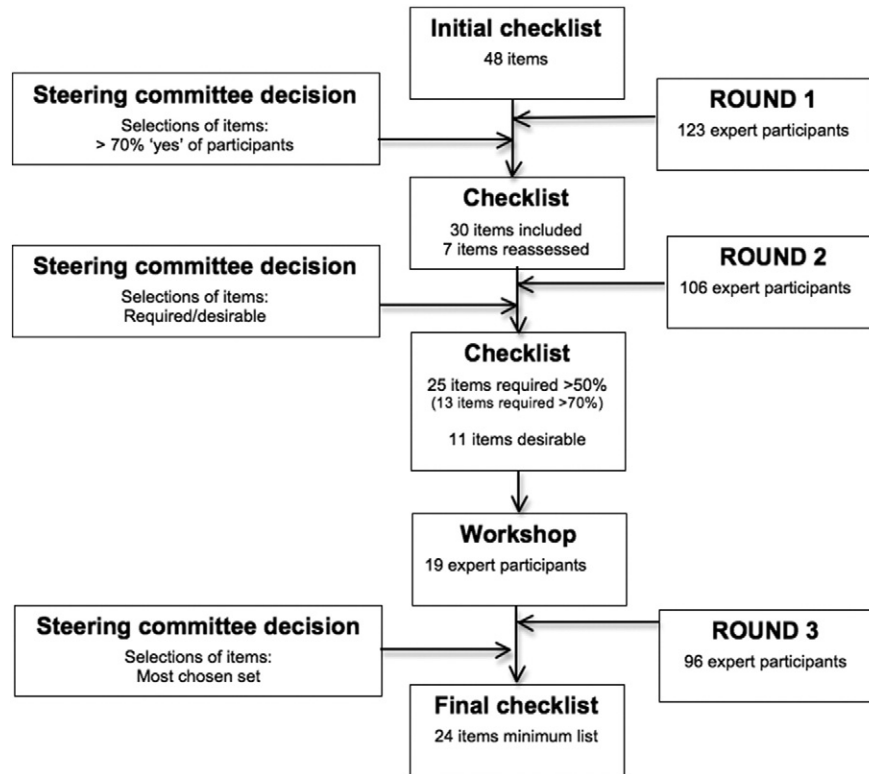 Initial checklist
48 items
Steering committee decision
Selections of items:
> 70% 'yes' of participants
ROUND 1
123 expert participants
Checklist
30 items included
7 items reassessed
Steering committee decision
Selections of items:
Required/desirable
ROUND 2
106 expert participants
Checklist
25 items required >50%
(13 items required >70%)
11 items desirable
Workshop
19 expert participants
Steering committee decision
Selections of items:
Most chosen set
ROUND 3
96 expert participants
Final checklist
24 items minimum list